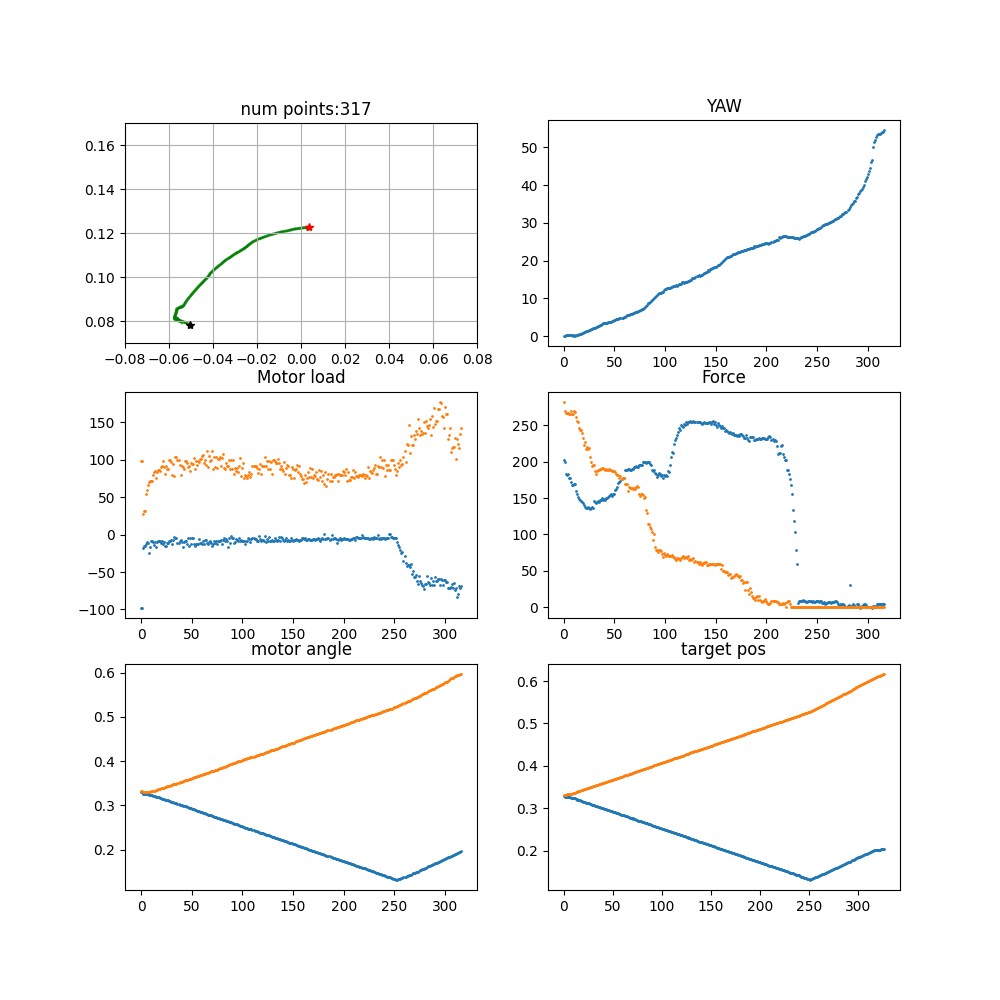 num points:317
YAW
0.16
0.14
0.12
0.10
0.08
−0.08 −0.06 −0.04 −0.02 0.00 0.02 0.04 0.06 0.08
50
40
30
20
10
0
0 50 100 150 200 250 300
Motor load
Force
150
100
50
0
−50
−100
0 50 100 150 200 250 300
250
200
150
100
50
0
0 50 100 150 200 250 300
motor angle
target pos
0.6
0.5
0.4
0.3
0.2
0 50 100 150 200 250 300
0.6
0.5
0.4
0.3
0.2
0 50 100 150 200 250 300